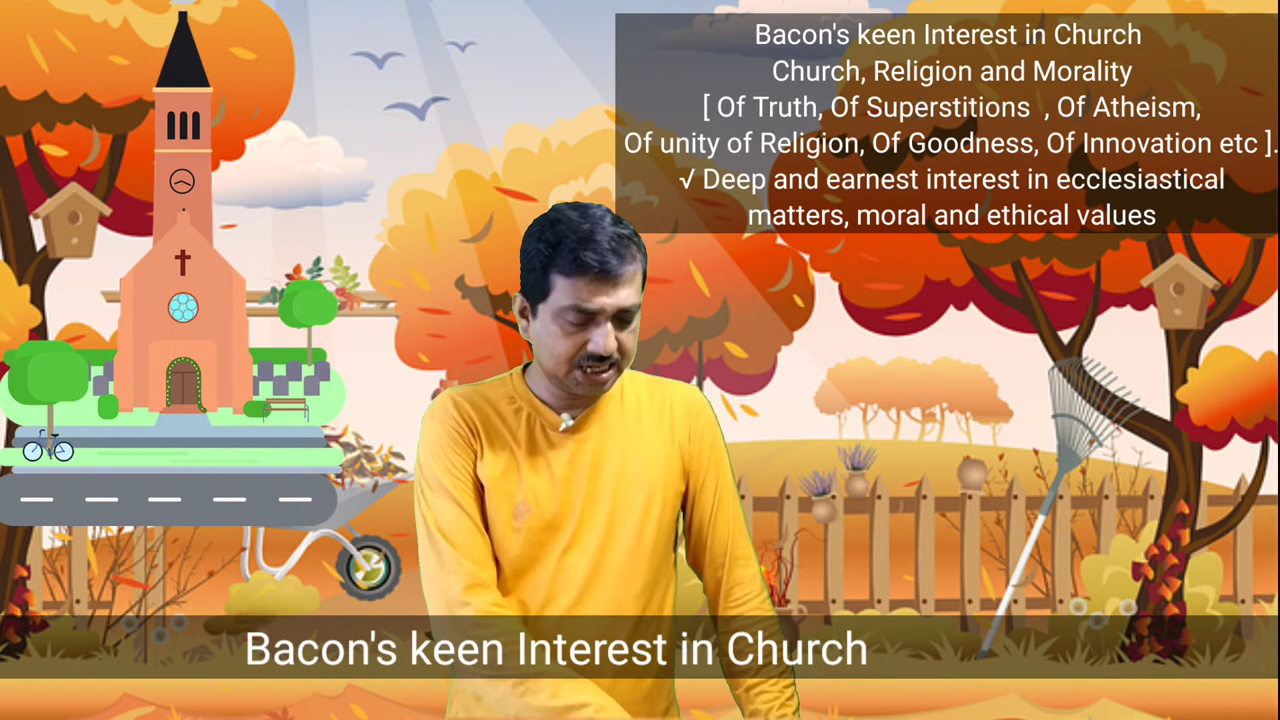 Bacon's keen Interest in Church
Church, Religion and Morality
[ Of Truth, Of Superstitions , Of Atheism,
Of unity of Religion, Of Goodness, Of Innovation etc ].
√ Deep and earnest interest in ecclesiastical
matters, moral and ethical values
Bacon's keen Interest in Church